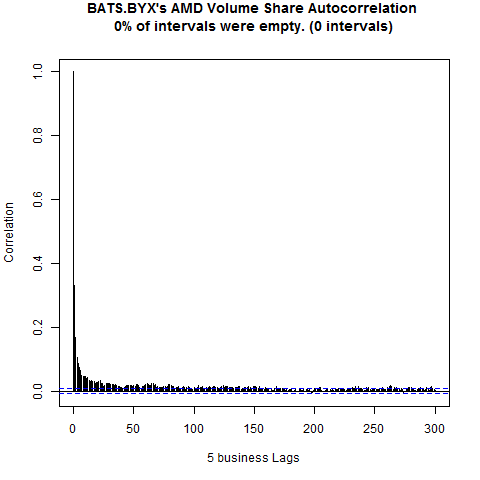 BATS.BYX's AMD Volume Share Autocorrelation
0% of intervals were empty. (0 intervals)
1.0
0.8
0.6
0.4
0.2
0.0
Correlation
0 50 100 150 200 250 300
5 business Lags